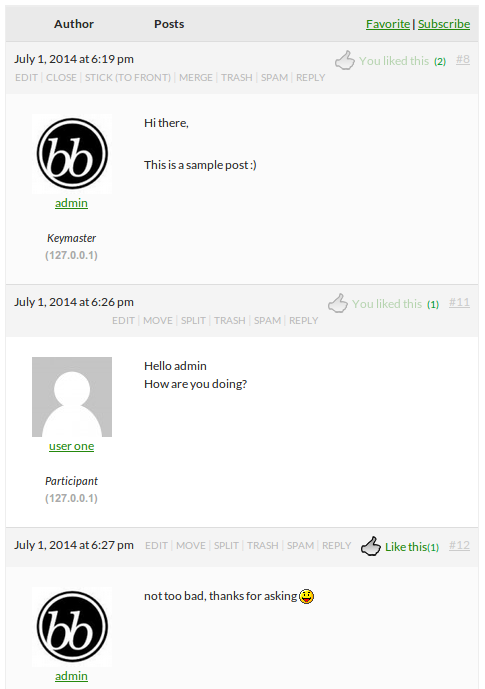 Author Posts Favorite | Subscribe
July 1, 2014 at 6:19 pm You liked this (2) #8
EDIT | CLOSE | STICK (TO FRONT) | MERGE | TRASH | SPAM | REPLY
bb
Hi there,
This is a sample post :)
admin
Keymaster
(127.0.0.1)
July 1, 2014 at 6:26 pm You liked this (1) #11
EDIT | MOVE | SPLIT | TRASH | SPAM | REPLY
Hello admin
How are you doing?
user one
Participant
(127.0.0.1)
July 1, 2014 at 6:27 pm EDIT | MOVE | SPLIT | TRASH | SPAM | REPLY Like this(1) #12
bb
not too bad, thanks for asking
admin